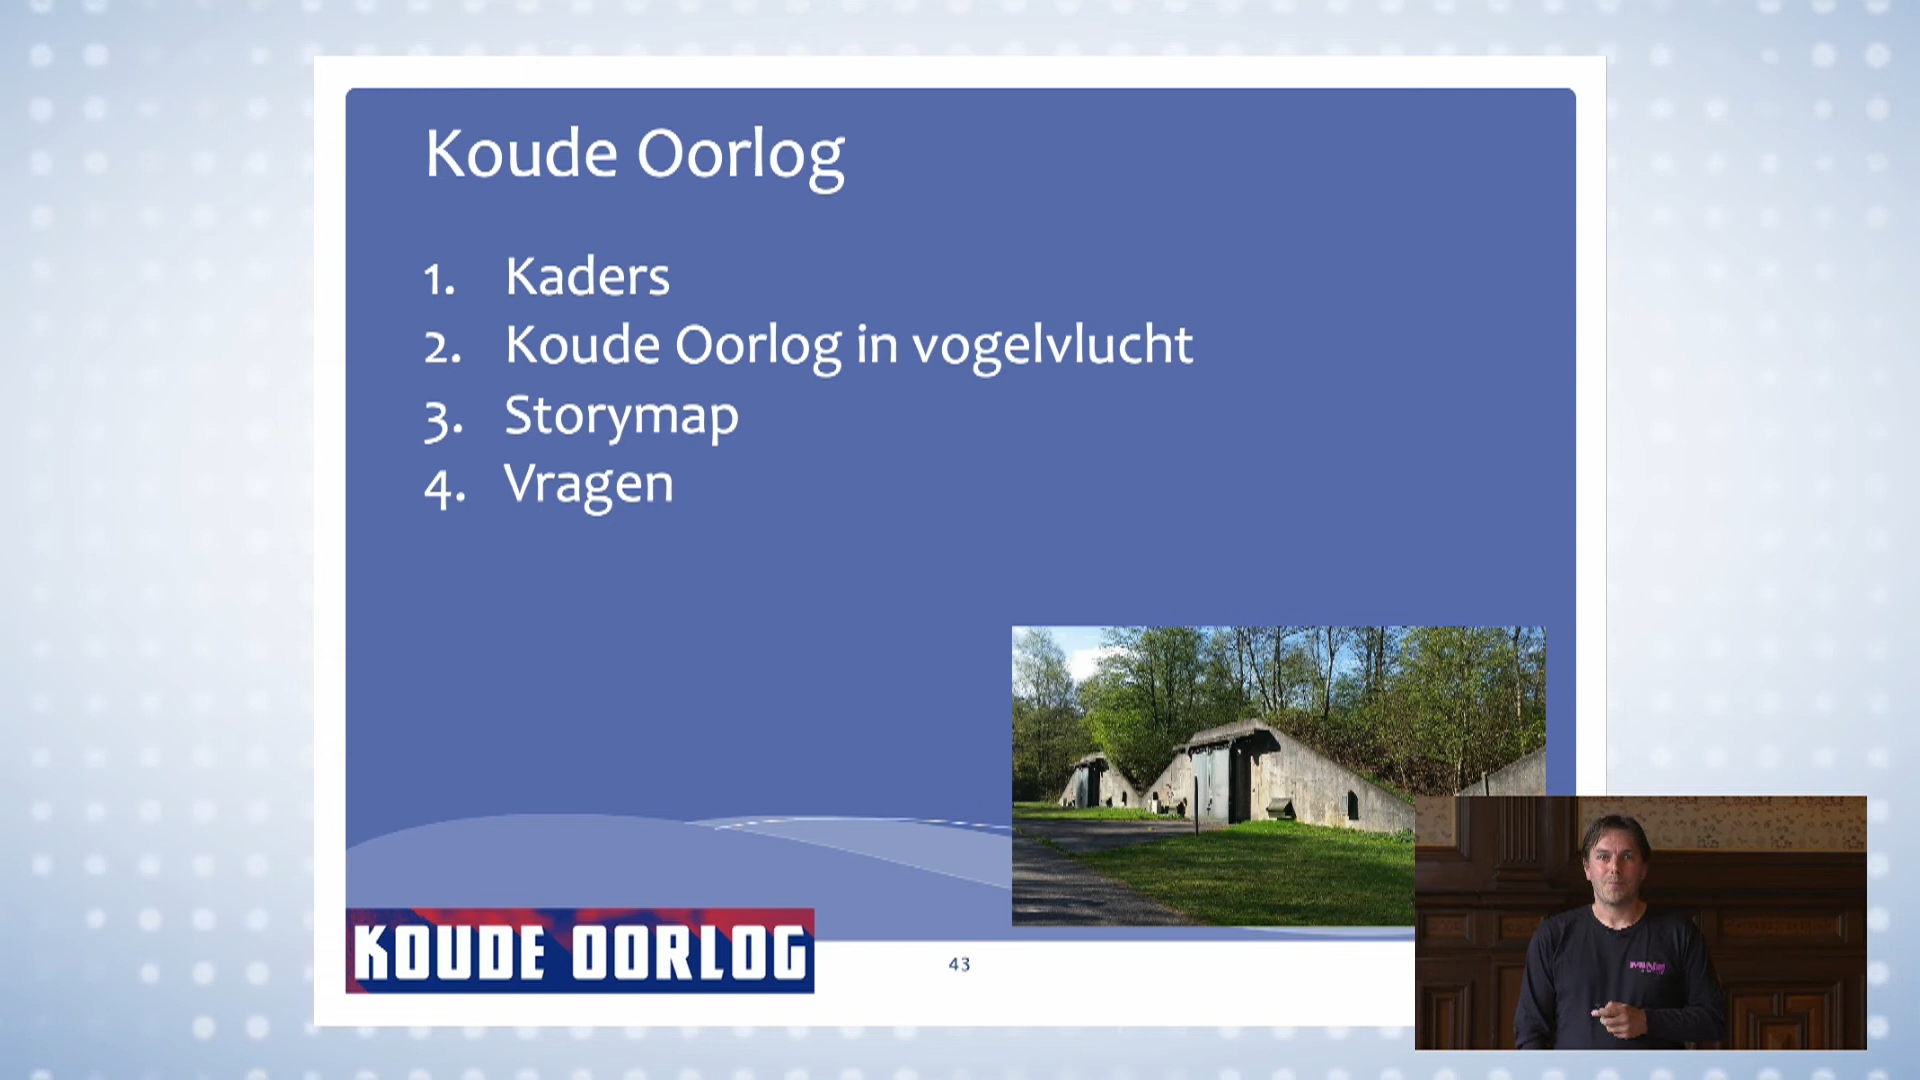 Koude Oorlog
1. Kaders
2. Koude Oorlog in vogelvlucht
3. Storymap
4. Vragen
KOUDE OORLOG
43